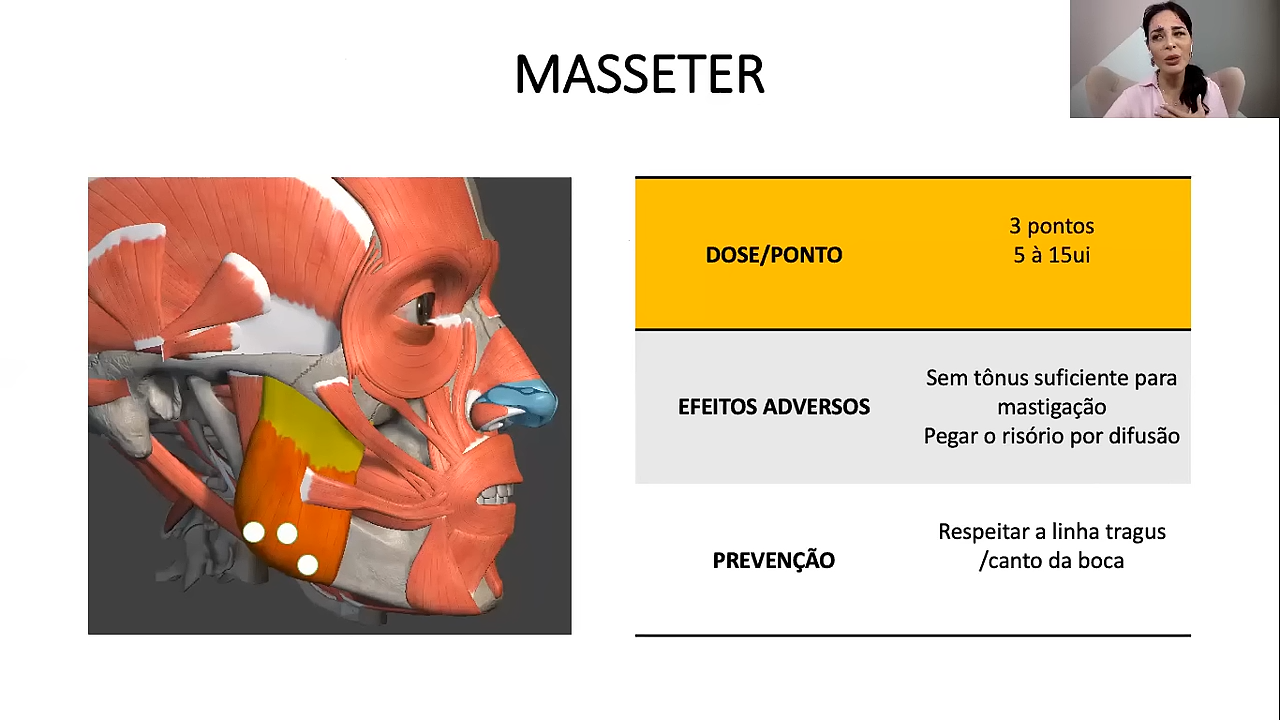 MASSETER
DOSE/PONTO
3 pontos
5 à 15ui
EFEITOS ADVERSOS
Sem tônus suficiente para
mastigação
Pegar o risório por difusão
PREVENÇÃO
Respeitar a linha tragus
/canto da boca